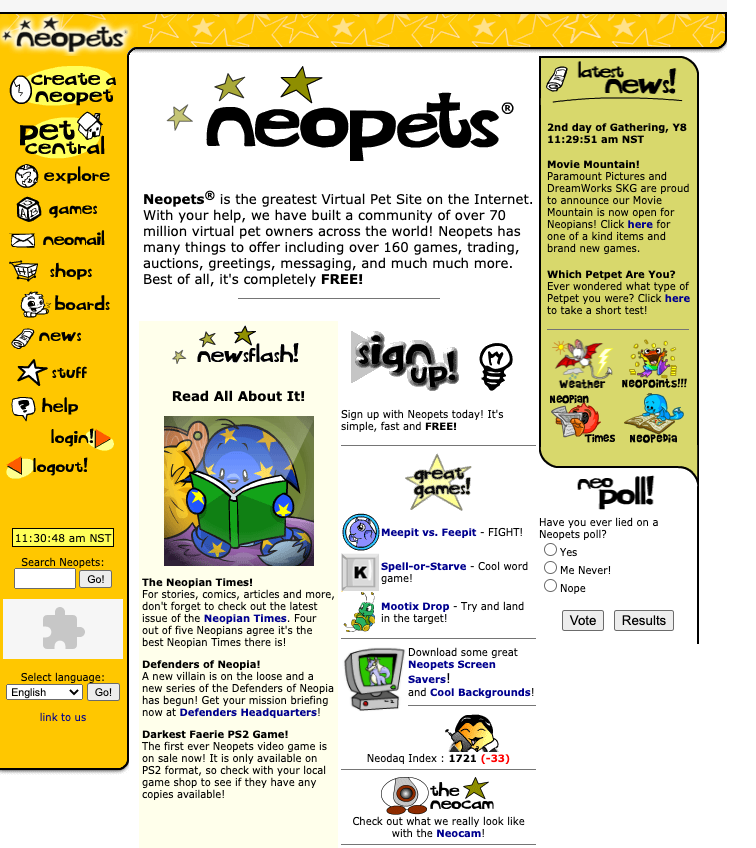 neopets
create a
neopet
pet
central
explore
games
neomail
shops
boards
news
stuff
help
login!
logout!
11:30:48 am NST
Search Neopets:
Go!
Select language:
English
Go!
link to us
neopets®
Neopets® is the greatest Virtual Pet Site on the Internet.
With your help, we have built a community of over 70
million virtual pet owners across the world! Neopets has
many things to offer including over 160 games, trading,
auctions, greetings, messaging, and much much more.
Best of all, it's completely FREE!
newsflash!
Read All About It!
The Neopian Times!
For stories, comics, articles and more,
don't forget to check out the latest
issue of the Neopian Times. Four
out of five Neopians agree it's the
best Neopian Times there is!
Defenders of Neopia!
A new villain is on the loose and a
new series of the Defenders of Neopia
has begun! Get your mission briefing
now at Defenders Headquarters!
Darkest Faerie PS2 Game!
The first ever Neopets video game is
on sale now! It is only available on
PS2 format, so check with your local
game shop to see if they have any
copies available!
sign
up!
Sign up with Neopets today! It's
simple, fast and FREE!
great
games!
Meepit vs. Feepit - FIGHT!
K
Spell-or-Starve - Cool word
game!
Mootix Drop - Try and land
in the target!
Download some great
Neopets Screen
Savers!
and Cool Backgrounds!
Neodaq Index : 1721 (-33)
the
neocam
Check out what we really look like
with the Neocam!
latest
news!
2nd day of Gathering, Y8
11:29:51 am NST
Movie Mountain!
Paramount Pictures and
DreamWorks SKG are proud
to announce our Movie
Mountain is now open for
Neopians! Click here for
one of a kind items and
brand new games.
Which Petpet Are You?
Ever wondered what type of
Petpet you were? Click here
to take a short test!
Weather
Neopoints!!!
Neopian
Times
Neopedia
neo
poll!
Have you ever lied on a
Neopets poll?
Yes
Me Never!
Nope
Vote
Results